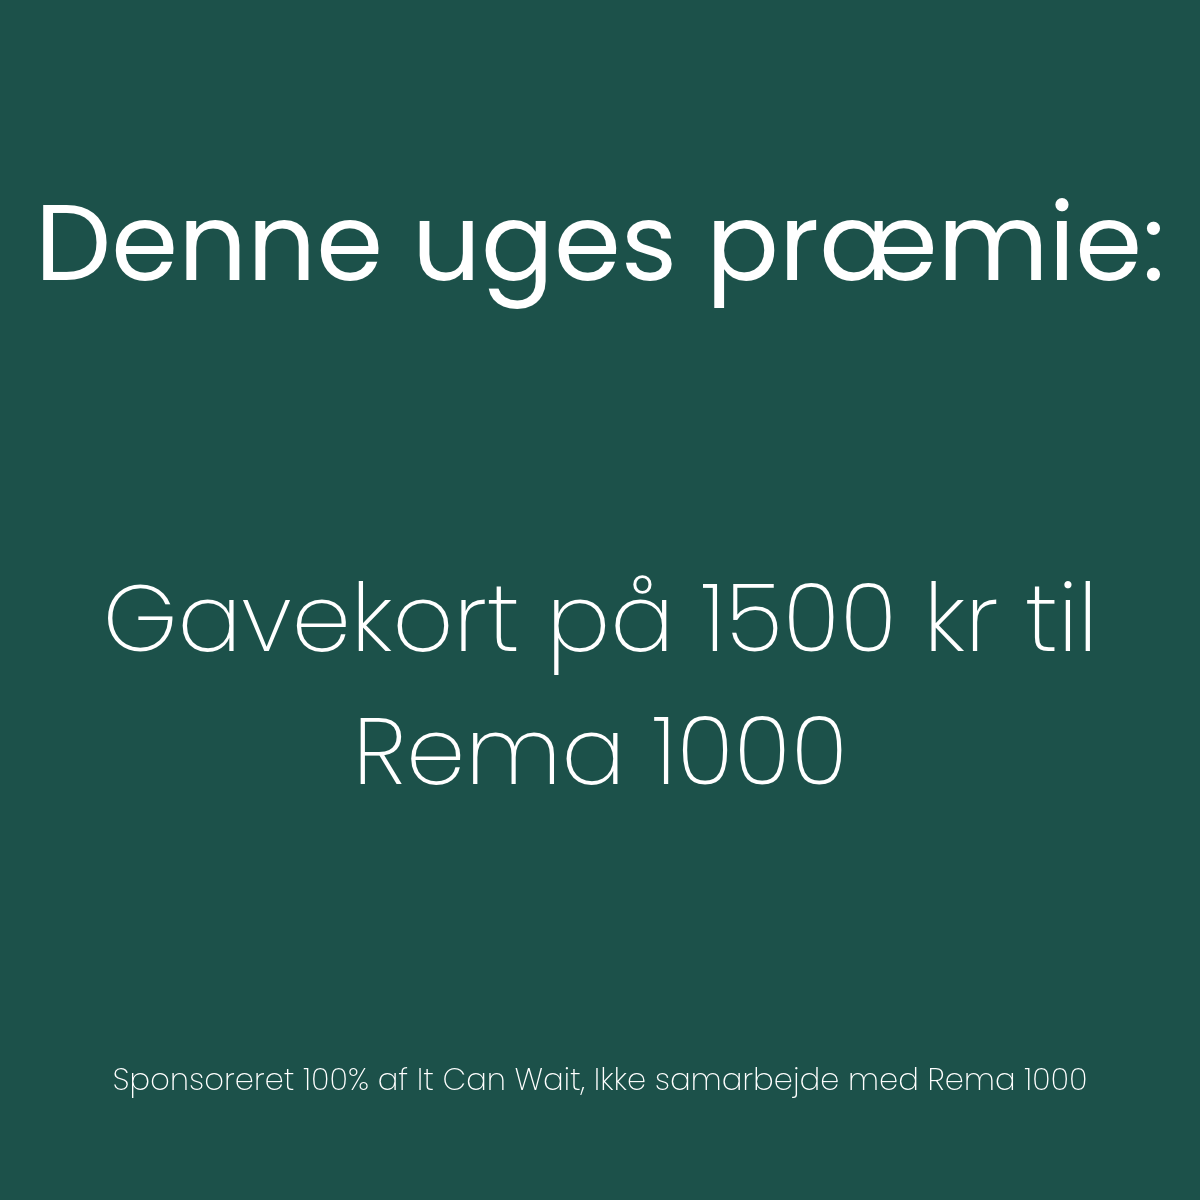 Denne uges præmie:
Gavekort på 1500 kr til
Rema 1000
Sponsoreret 100% af It Can Wait, Ikke samarbejde med Rema 1000